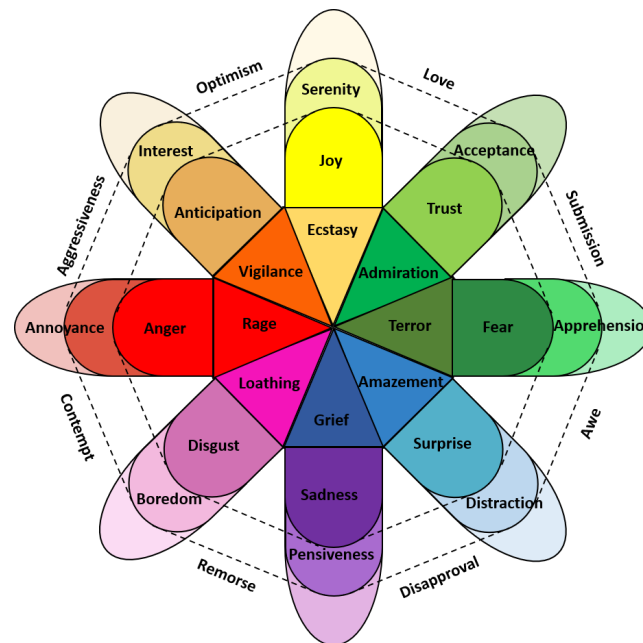 Optimism
Serenity
Love
Interest
Joy
Acceptance
Anticipation
Trust
Aggressiveness
Ecstasy
Submission
Vigilance
Admiration
Annoyance
Anger
Rage
Terror
Fear
Apprehensio
Loathing
Amazement
Contempt
Grief
Awe
Disgust
Surprise
Boredom
Sadness
Distraction
Pensiveness
Remorse
Disapproval